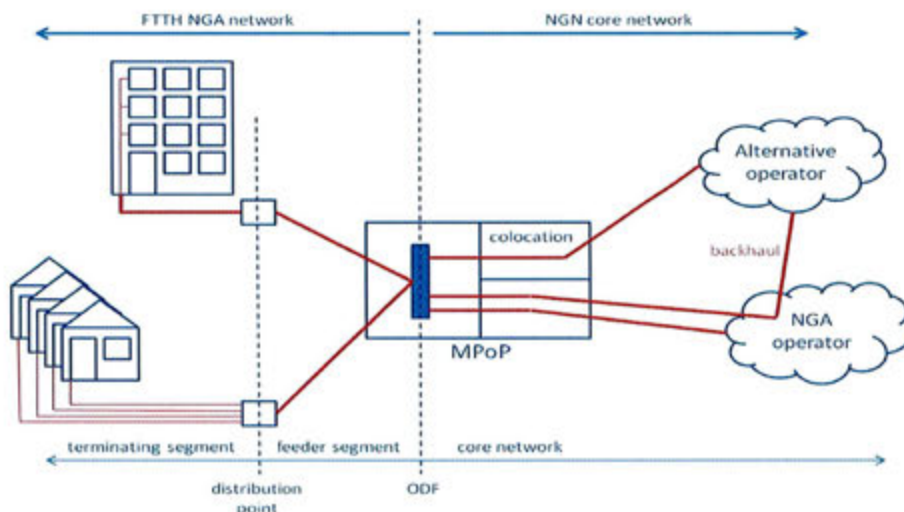 FTTH NGA network
NGN core network
Alternative
operator
colocation
backhaul
NGA
operator
MPoP
terminating segment
feeder segment
core network
distribution
point
ODF